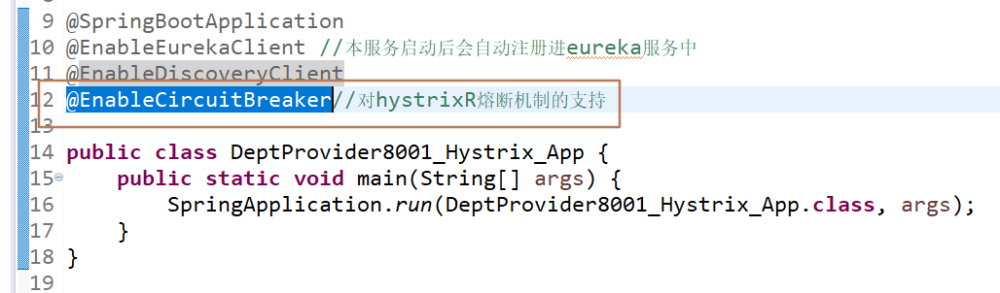 9 @SpringBootApplication
10 @EnableEurekaClient //本服务启动后会自动注册进eureka服务中
11 @EnableDiscoveryClient
12 @EnableCircuitBreaker//对hystrixR熔断机制的支持
13
14 public class DeptProvider8001_Hystrix_App {
15 public static void main(String[] args) {
16 SpringApplication.run(DeptProvider8001_Hystrix_App.class, args);
17 }
18 }
19